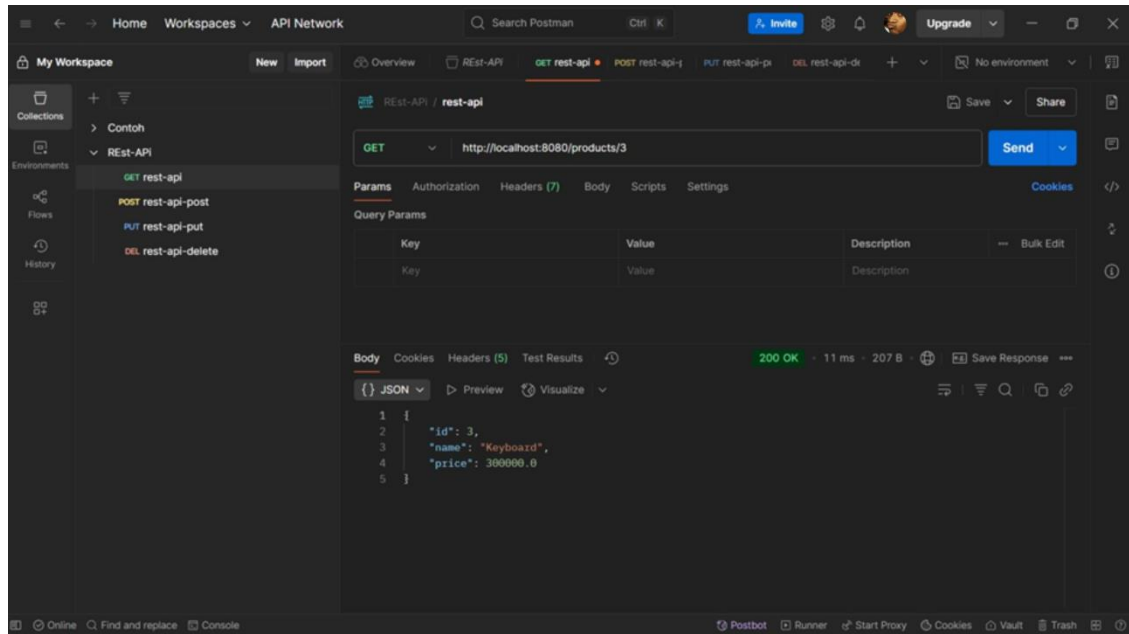 Home Workspaces API Network Search Postman Ctrl K Invite Upgrade
My Workspace New Import Overview REst-API GET rest-api POST rest-api-p PUT rest-api-pu DEL rest-api-de No environment
Collections
Environments
Flows
History
Contoh
REst-API
GET rest-api
POST rest-api-post
PUT rest-api-put
DEL rest-api-delete
REst-API / rest-api Save Share
GET http://localhost:8080/products/3 Send
Params Authorization Headers (7) Body Scripts Settings Cookies
Query Params
Key Value Description Bulk Edit
Key Value Description
Body Cookies Headers (5) Test Results 200 OK 11 ms 207 B Save Response
{} JSON Preview Visualize
1 {
2 "id": 3,
3 "name": "Keyboard",
4 "price": 300000.0
5 }
Online Find and replace Console Postbot Runner Start Proxy Cookies Vault Trash